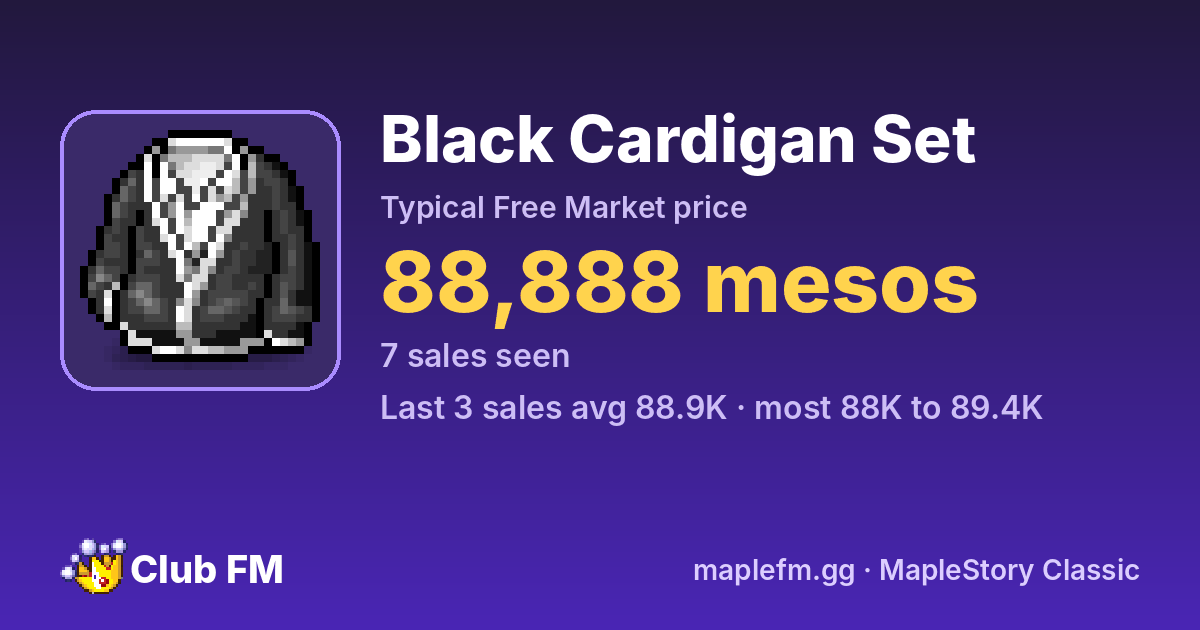 Black Cardigan Set
Typical Free Market price
88,888 mesos
7 sales seen
Last 3 sales avg 88.9K · most 88K to 89.4K
Club FM
maplefm.gg · MapleStory Classic